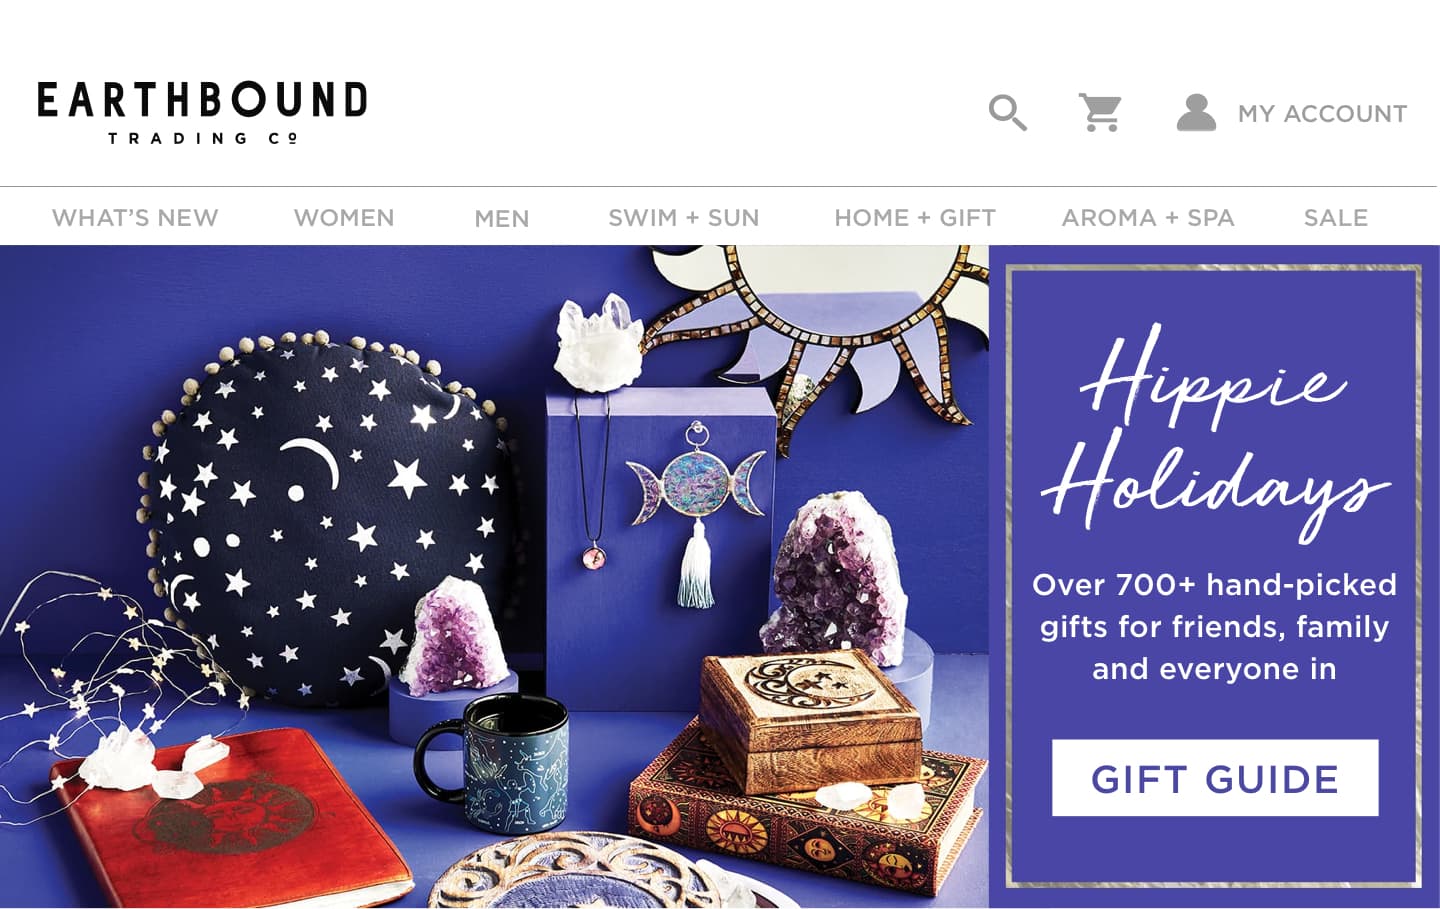 EARTHBOUND
TRADING Cº
MY ACCOUNT
WHAT’S NEW WOMEN MEN SWIM + SUN HOME + GIFT AROMA + SPA SALE
Hippie
Holidays
Over 700+ hand-picked
gifts for friends, family
and everyone in
GIFT GUIDE